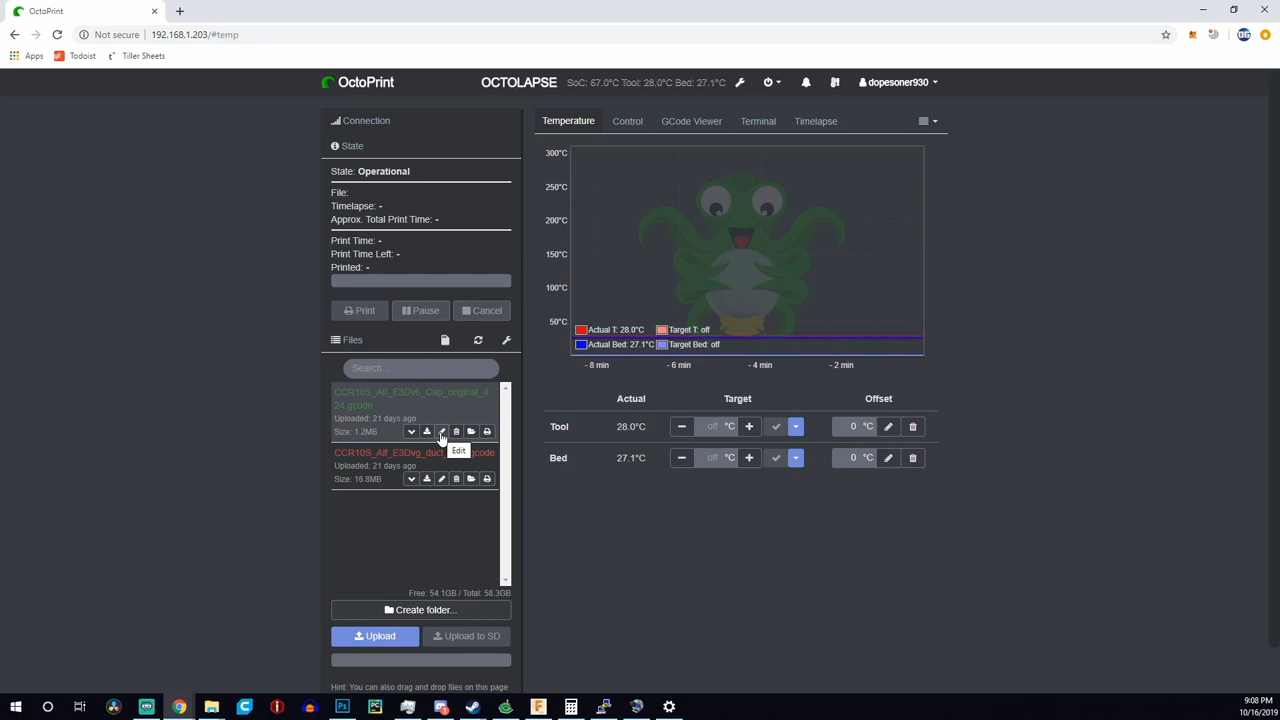 OctoPrint
Not secure
192.168.1.203/#temp
Apps
Todoist
Tiller Sheets
OctoPrint
OCTOLAPSE
SoC: 67.0°C Tool: 28.0°C Bed: 27.1°C
dopesoner930
Connection
State
State: Operational
File:
Timelapse: -
Approx. Total Print Time: -
Print Time: -
Print Time Left: -
Printed: -
Print
Pause
Cancel
Files
Search...
CCR10S_Alf_E3Dv6_Cap_original_4
24.gcode
Uploaded: 21 days ago
Size: 1.2MB
Edit
CCR10S_Alf_E3Dvg_duct gcode
Uploaded: 21 days ago
Size: 16.8MB
Free: 54.1GB / Total: 58.3GB
Create folder...
Upload
Upload to SD
Hint: You can also drag and drop files on this page
Temperature
Control
GCode Viewer
Terminal
Timelapse
300°C
250°C
200°C
150°C
100°C
50°C
Actual T: 28.0°C
Target T: off
Actual Bed: 27.1°C
Target Bed: off
- 8 min
- 6 min
- 4 min
- 2 min
Actual
Target
Offset
Tool
28.0°C
off °C
0 °C
Bed
27.1°C
off °C
0 °C
9:08 PM
10/16/2019